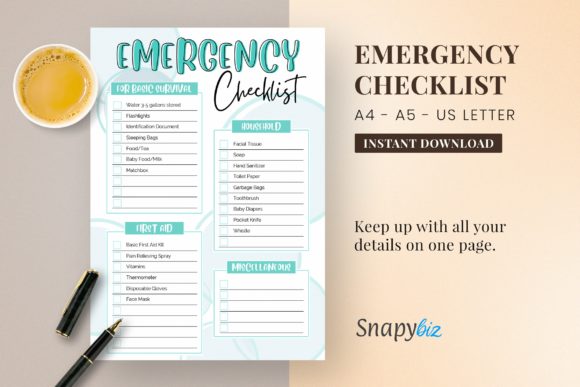 EMERGENCY
Checklist
FOR BASIC SURVIVAL
Water 3-5 gallons stored
Flashlights
Identification Document
Sleeping Bags
Food/Tea
Baby Food/Milk
Matchbox
FIRST AID
Basic First Aid Kit
Pain Relieving Spray
Vitamins
Thermometer
Disposable Gloves
Face Mask
HOUSEHOLD
Facial Tissue
Soap
Hand Sanitizer
Toilet Paper
Garbage Bags
Toothbrush
Baby Diapers
Pocket Knife
Whistle
MISCELLANEOUS
EMERGENCY
CHECKLIST
A4 - A5 - US LETTER
INSTANT DOWNLOAD
Keep up with all your
details on one page.
Snapybiz